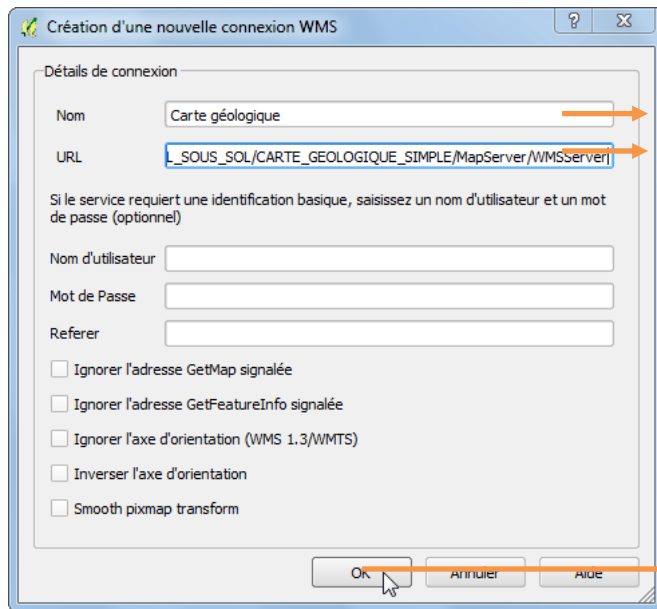 Création d'une nouvelle connexion WMS
Détails de connexion
Nom
Carte géologique
URL
L_SOUS_SOL/CARTE_GEOLOGIQUE_SIMPLE/MapServer/WMSServer
Si le service requiert une identification basique, saisissez un nom d'utilisateur et un mot
de passe (optionnel)
Nom d'utilisateur
Mot de Passe
Referer
Ignorer l'adresse GetMap signalée
Ignorer l'adresse GetFeatureInfo signalée
Ignorer l'axe d'orientation (WMS 1.3/WMTS)
Inverser l'axe d'orientation
Smooth pixmap transform
OK
Annuler
Aide